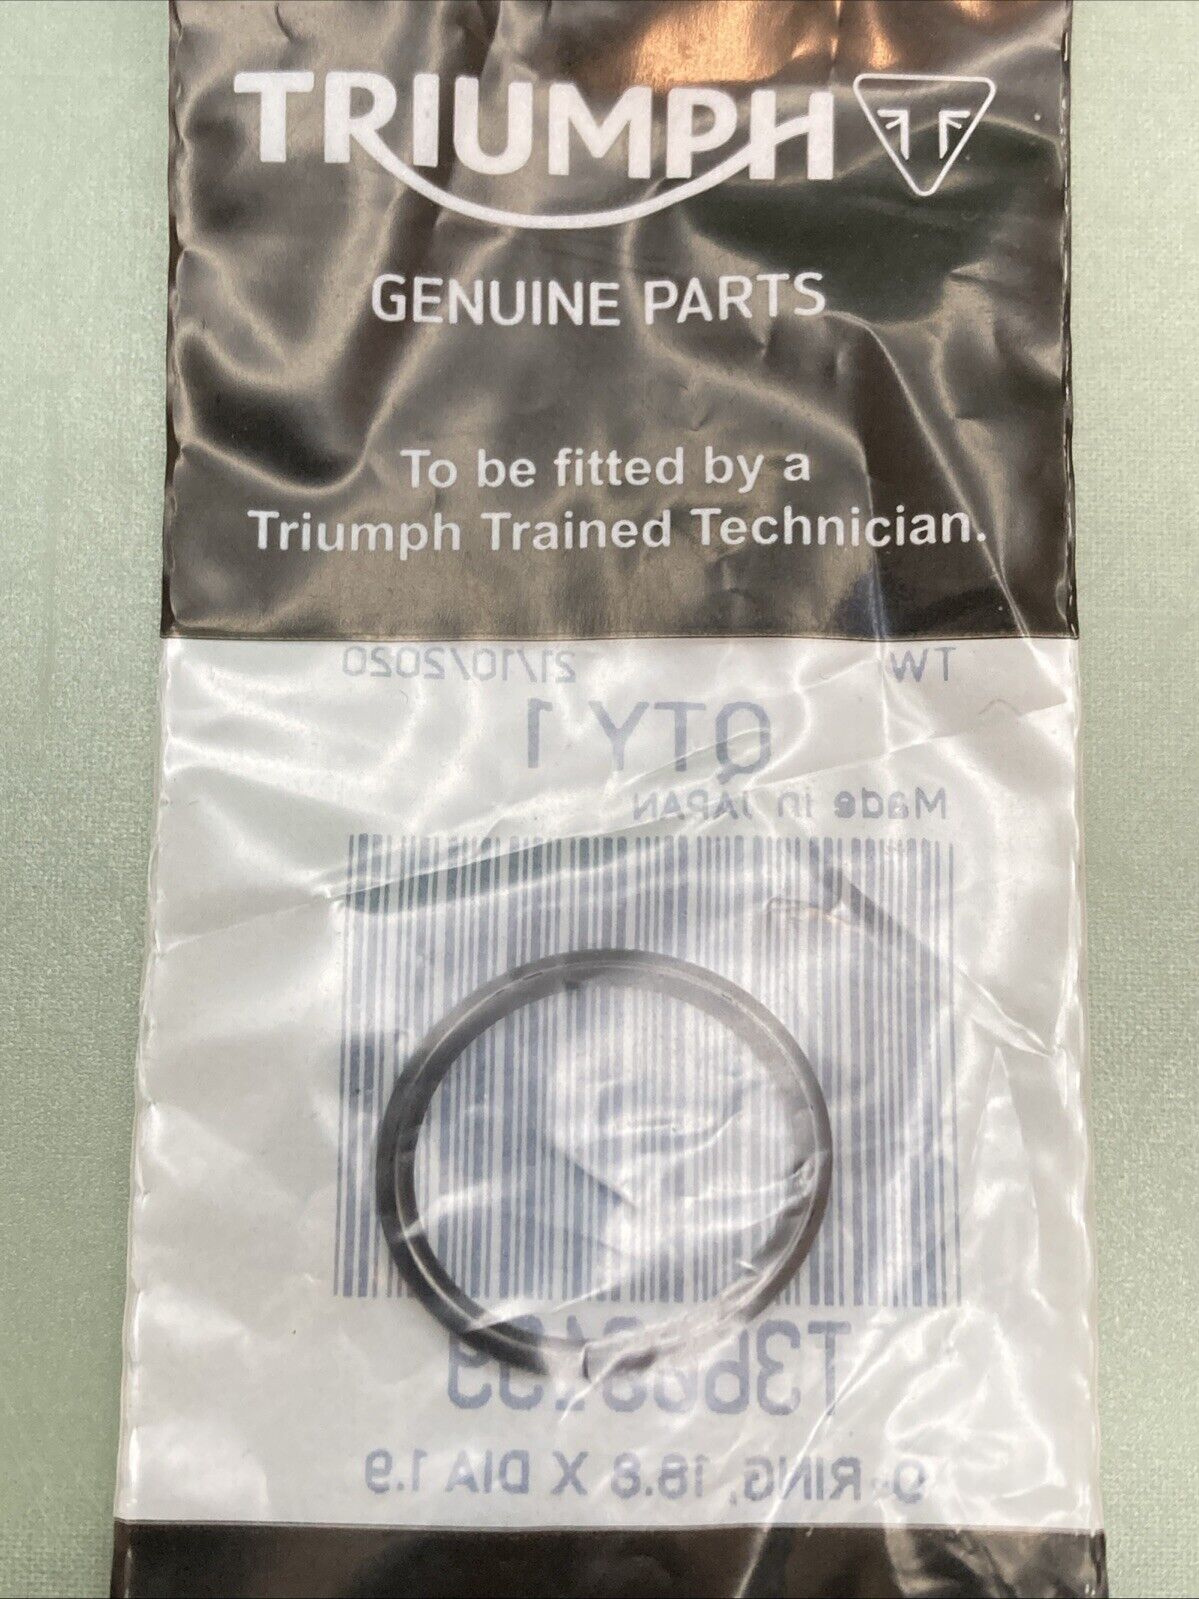 TRIUMPH
GENUINE PARTS
To be fitted by a
Triumph Trained Technician.
TW 21/10/2020
QTY 1
Made in JAPAN
O-RING, 18.8 X DIA 1.9